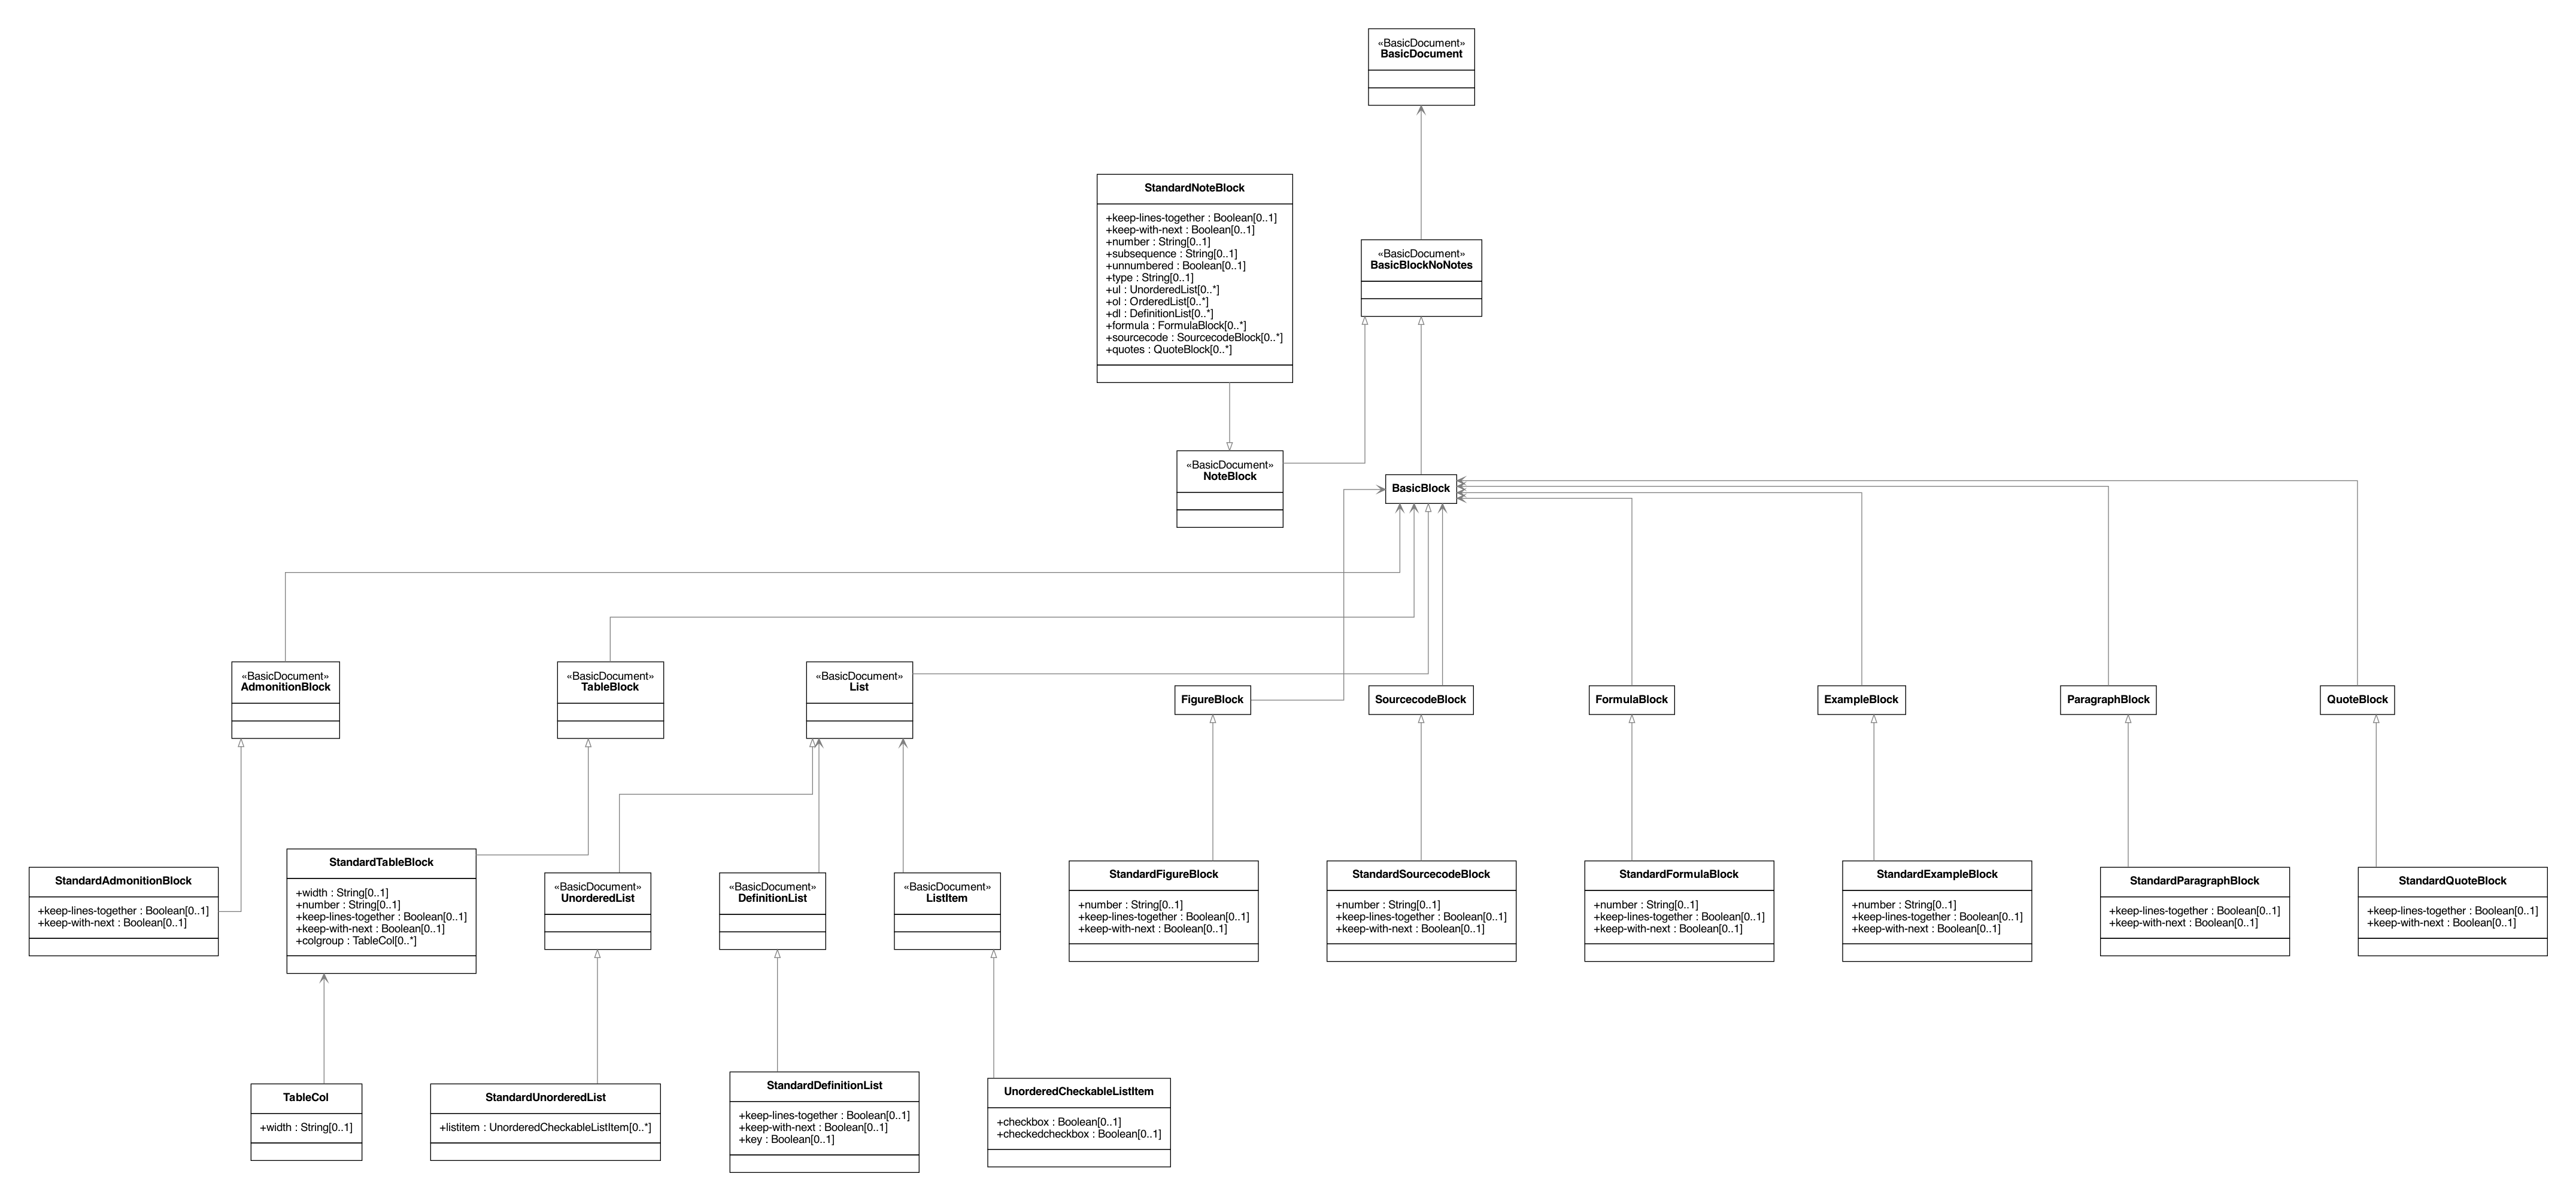 «BasicDocument»
BasicDocument
StandardNoteBlock
+keep-lines-together : Boolean[0..1]
+keep-with-next : Boolean[0..1]
+number : String[0..1]
+subsequence : String[0..1]
+unnumbered : Boolean[0..1]
+type : String[0..1]
+ul : UnorderedList[0..*]
+ol : OrderedList[0..*]
+dl : DefinitionList[0..*]
+formula : FormulaBlock[0..*]
+sourcecode : SourcecodeBlock[0..*]
+quotes : QuoteBlock[0..*]
«BasicDocument»
BasicBlockNoNotes
«BasicDocument»
NoteBlock
BasicBlock
«BasicDocument»
AdmonitionBlock
«BasicDocument»
TableBlock
«BasicDocument»
List
FigureBlock
SourcecodeBlock
FormulaBlock
ExampleBlock
ParagraphBlock
QuoteBlock
StandardAdmonitionBlock
+keep-lines-together : Boolean[0..1]
+keep-with-next : Boolean[0..1]
StandardTableBlock
+width : String[0..1]
+number : String[0..1]
+keep-lines-together : Boolean[0..1]
+keep-with-next : Boolean[0..1]
+colgroup : TableCol[0..*]
«BasicDocument»
UnorderedList
«BasicDocument»
DefinitionList
«BasicDocument»
ListItem
StandardFigureBlock
+number : String[0..1]
+keep-lines-together : Boolean[0..1]
+keep-with-next : Boolean[0..1]
StandardSourcecodeBlock
+number : String[0..1]
+keep-lines-together : Boolean[0..1]
+keep-with-next : Boolean[0..1]
StandardFormulaBlock
+number : String[0..1]
+keep-lines-together : Boolean[0..1]
+keep-with-next : Boolean[0..1]
StandardExampleBlock
+number : String[0..1]
+keep-lines-together : Boolean[0..1]
+keep-with-next : Boolean[0..1]
StandardParagraphBlock
+keep-lines-together : Boolean[0..1]
+keep-with-next : Boolean[0..1]
StandardQuoteBlock
+keep-lines-together : Boolean[0..1]
+keep-with-next : Boolean[0..1]
TableCol
+width : String[0..1]
StandardUnorderedList
+listitem : UnorderedCheckableListItem[0..*]
StandardDefinitionList
+keep-lines-together : Boolean[0..1]
+keep-with-next : Boolean[0..1]
+key : Boolean[0..1]
UnorderedCheckableListItem
+checkbox : Boolean[0..1]
+checkedcheckbox : Boolean[0..1]